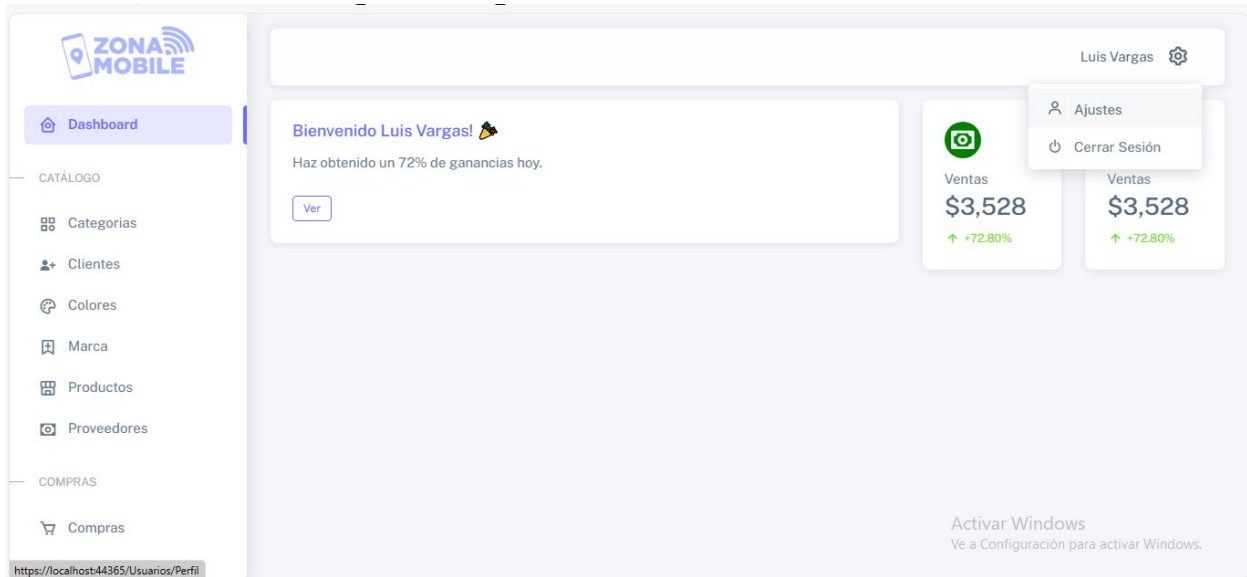 ZONA
MOBILE
Luis Vargas
Dashboard
Ajustes
Cerrar Sesión
Bienvenido Luis Vargas!
Haz obtenido un 72% de ganancias hoy.
Ver
Ventas
$3,528
+72.80%
Ventas
$3,528
+72.80%
CATÁLOGO
Categorias
Clientes
Colores
Marca
Productos
Proveedores
COMPRAS
Compras
Activar Windows
Ve a Configuración para activar Windows.
https://localhost:44365/Usuarios/Perfil